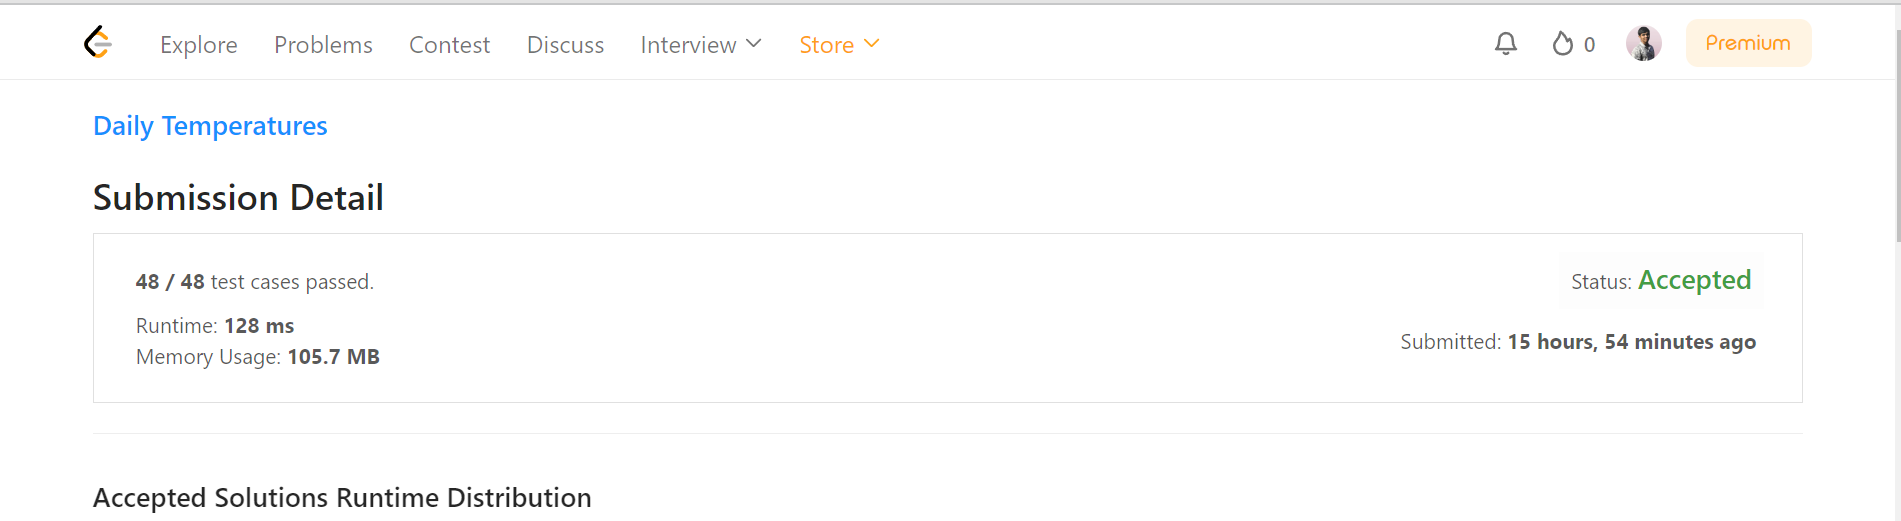 Explore Problems Contest Discuss Interview Store 0 Premium
Daily Temperatures
Submission Detail
48 / 48 test cases passed.
Status: Accepted
Runtime: 128 ms
Submitted: 15 hours, 54 minutes ago
Memory Usage: 105.7 MB
Accepted Solutions Runtime Distribution